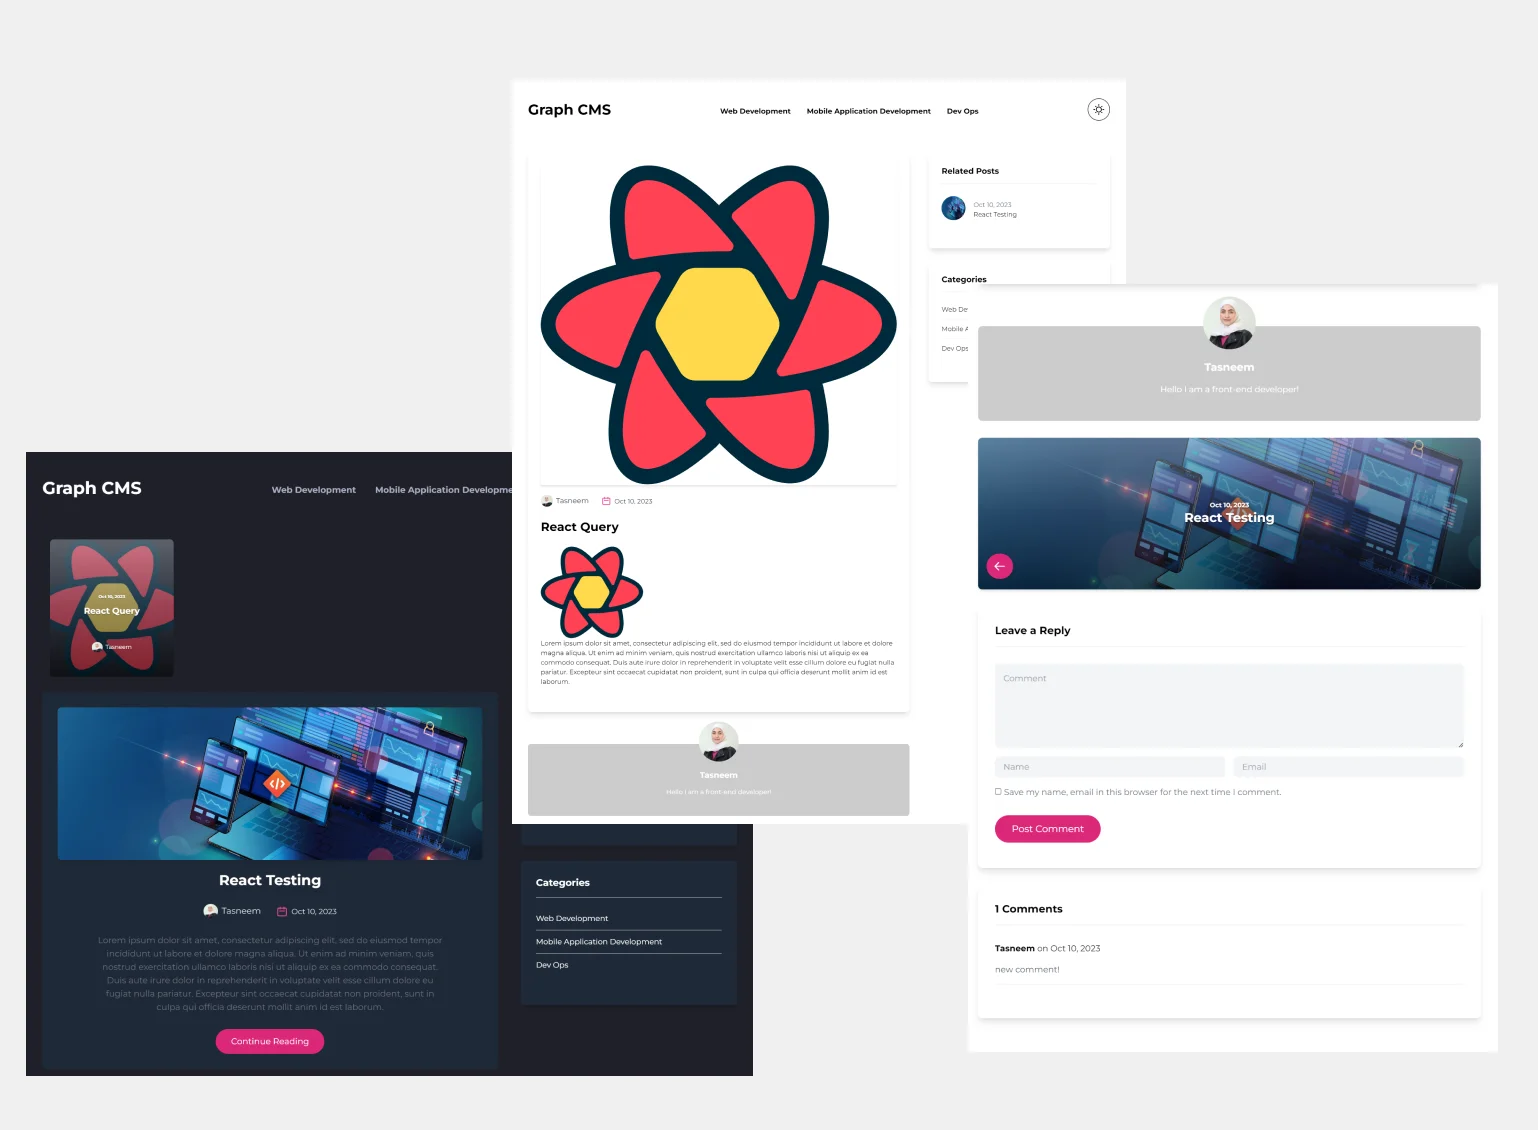 Graph CMS
Web Development
Mobile Application Development
Dev Ops
Related Posts
Oct 10, 2023
React Testing
Categories
Web De
Mobile A
Dev Ops
Tasneem
Oct 10, 2023
React Query
Lorem ipsum dolor sit amet, consectetur adipiscing elit, sed do eiusmod tempor incididunt ut labore et dolore
magna aliqua. Ut enim ad minim veniam, quis nostrud exercitation ullamco laboris nisi ut aliquip ex ea
commodo consequat. Duis aute irure dolor in reprehenderit in voluptate velit esse cillum dolore eu fugiat nulla
pariatur. Excepteur sint occaecat cupidatat non proident, sunt in culpa qui officia deserunt mollit anim id est
laborum.
Tasneem
Hello I am a front-end developer!
Tasneem
Hello I am a front-end developer!
Oct 10, 2023
React Testing
Leave a Reply
Comment
Name
Email
Save my name, email in this browser for the next time I comment.
Post Comment
1 Comments
Tasneem on Oct 10, 2023
new comment!
Graph CMS
Web Development
Mobile Application Developme
Oct 10, 2023
React Query
Tasneem
React Testing
Tasneem
Oct 10, 2023
Lorem ipsum dolor sit amet, consectetur adipiscing elit, sed do eiusmod tempor
incididunt ut labore et dolore magna aliqua. Ut enim ad minim veniam, quis
nostrud exercitation ullamco laboris nisi ut aliquip ex ea commodo consequat.
Duis aute irure dolor in reprehenderit in voluptate velit esse cillum dolore eu
fugiat nulla pariatur. Excepteur sint occaecat cupidatat non proident, sunt in
culpa qui officia deserunt mollit anim id est laborum.
Continue Reading
Categories
Web Development
Mobile Application Development
Dev Ops